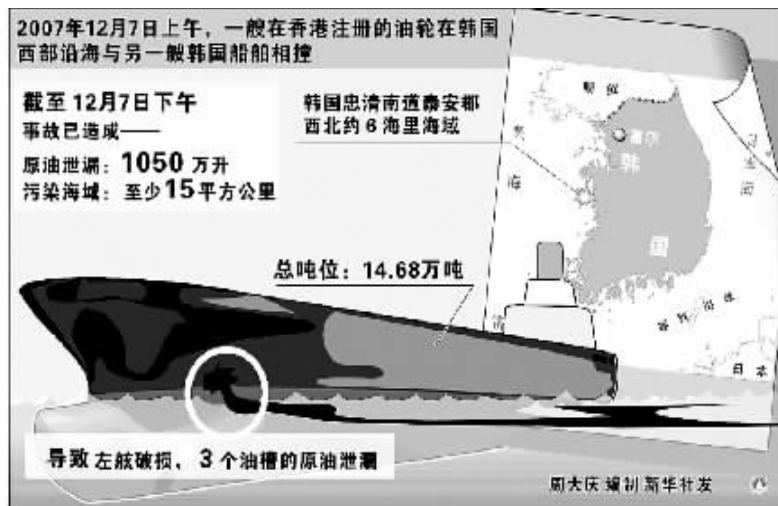 2007年12月7日上午，一艘在香港注册的油轮在韩国
西部沿海与另一艘韩国船舶相撞
截至12月7日下午
事故已造成——
原油泄漏：1050万升
污染海域：至少15平方公里
韩国忠清南道泰安郡
西北约6海里海域
朝鲜
首尔
韩
国
海
日本
总吨位：14.68万吨
导致左舷破损，3个油槽的原油泄漏
周大庆 编制 新华社发